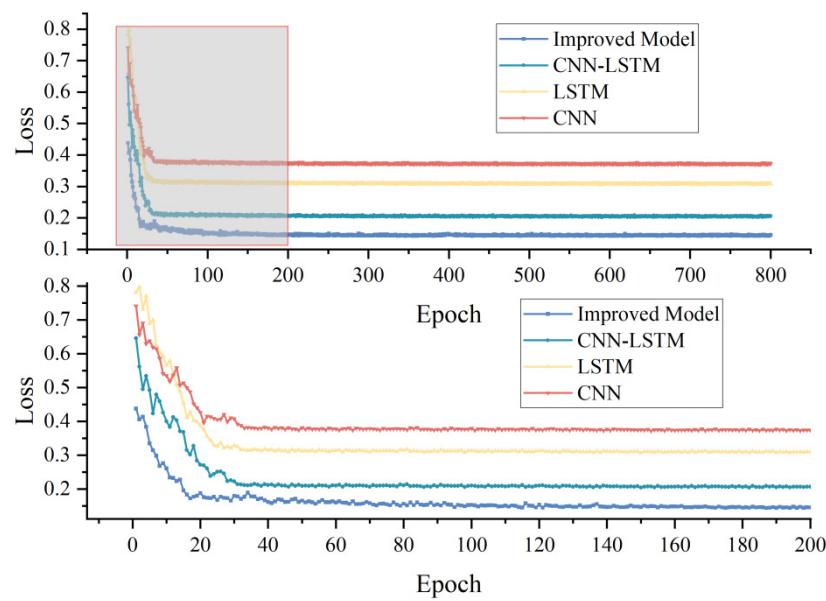 0.8
0.7
0.6
0.5
0.4
0.3
0.2
0.1
Loss
Improved Model
CNN-LSTM
LSTM
CNN
0 100 200 300 400 500 600 700 800
Epoch
0.8
0.7
0.6
0.5
0.4
0.3
0.2
Loss
Improved Model
CNN-LSTM
LSTM
CNN
0 20 40 60 80 100 120 140 160 180 200
Epoch